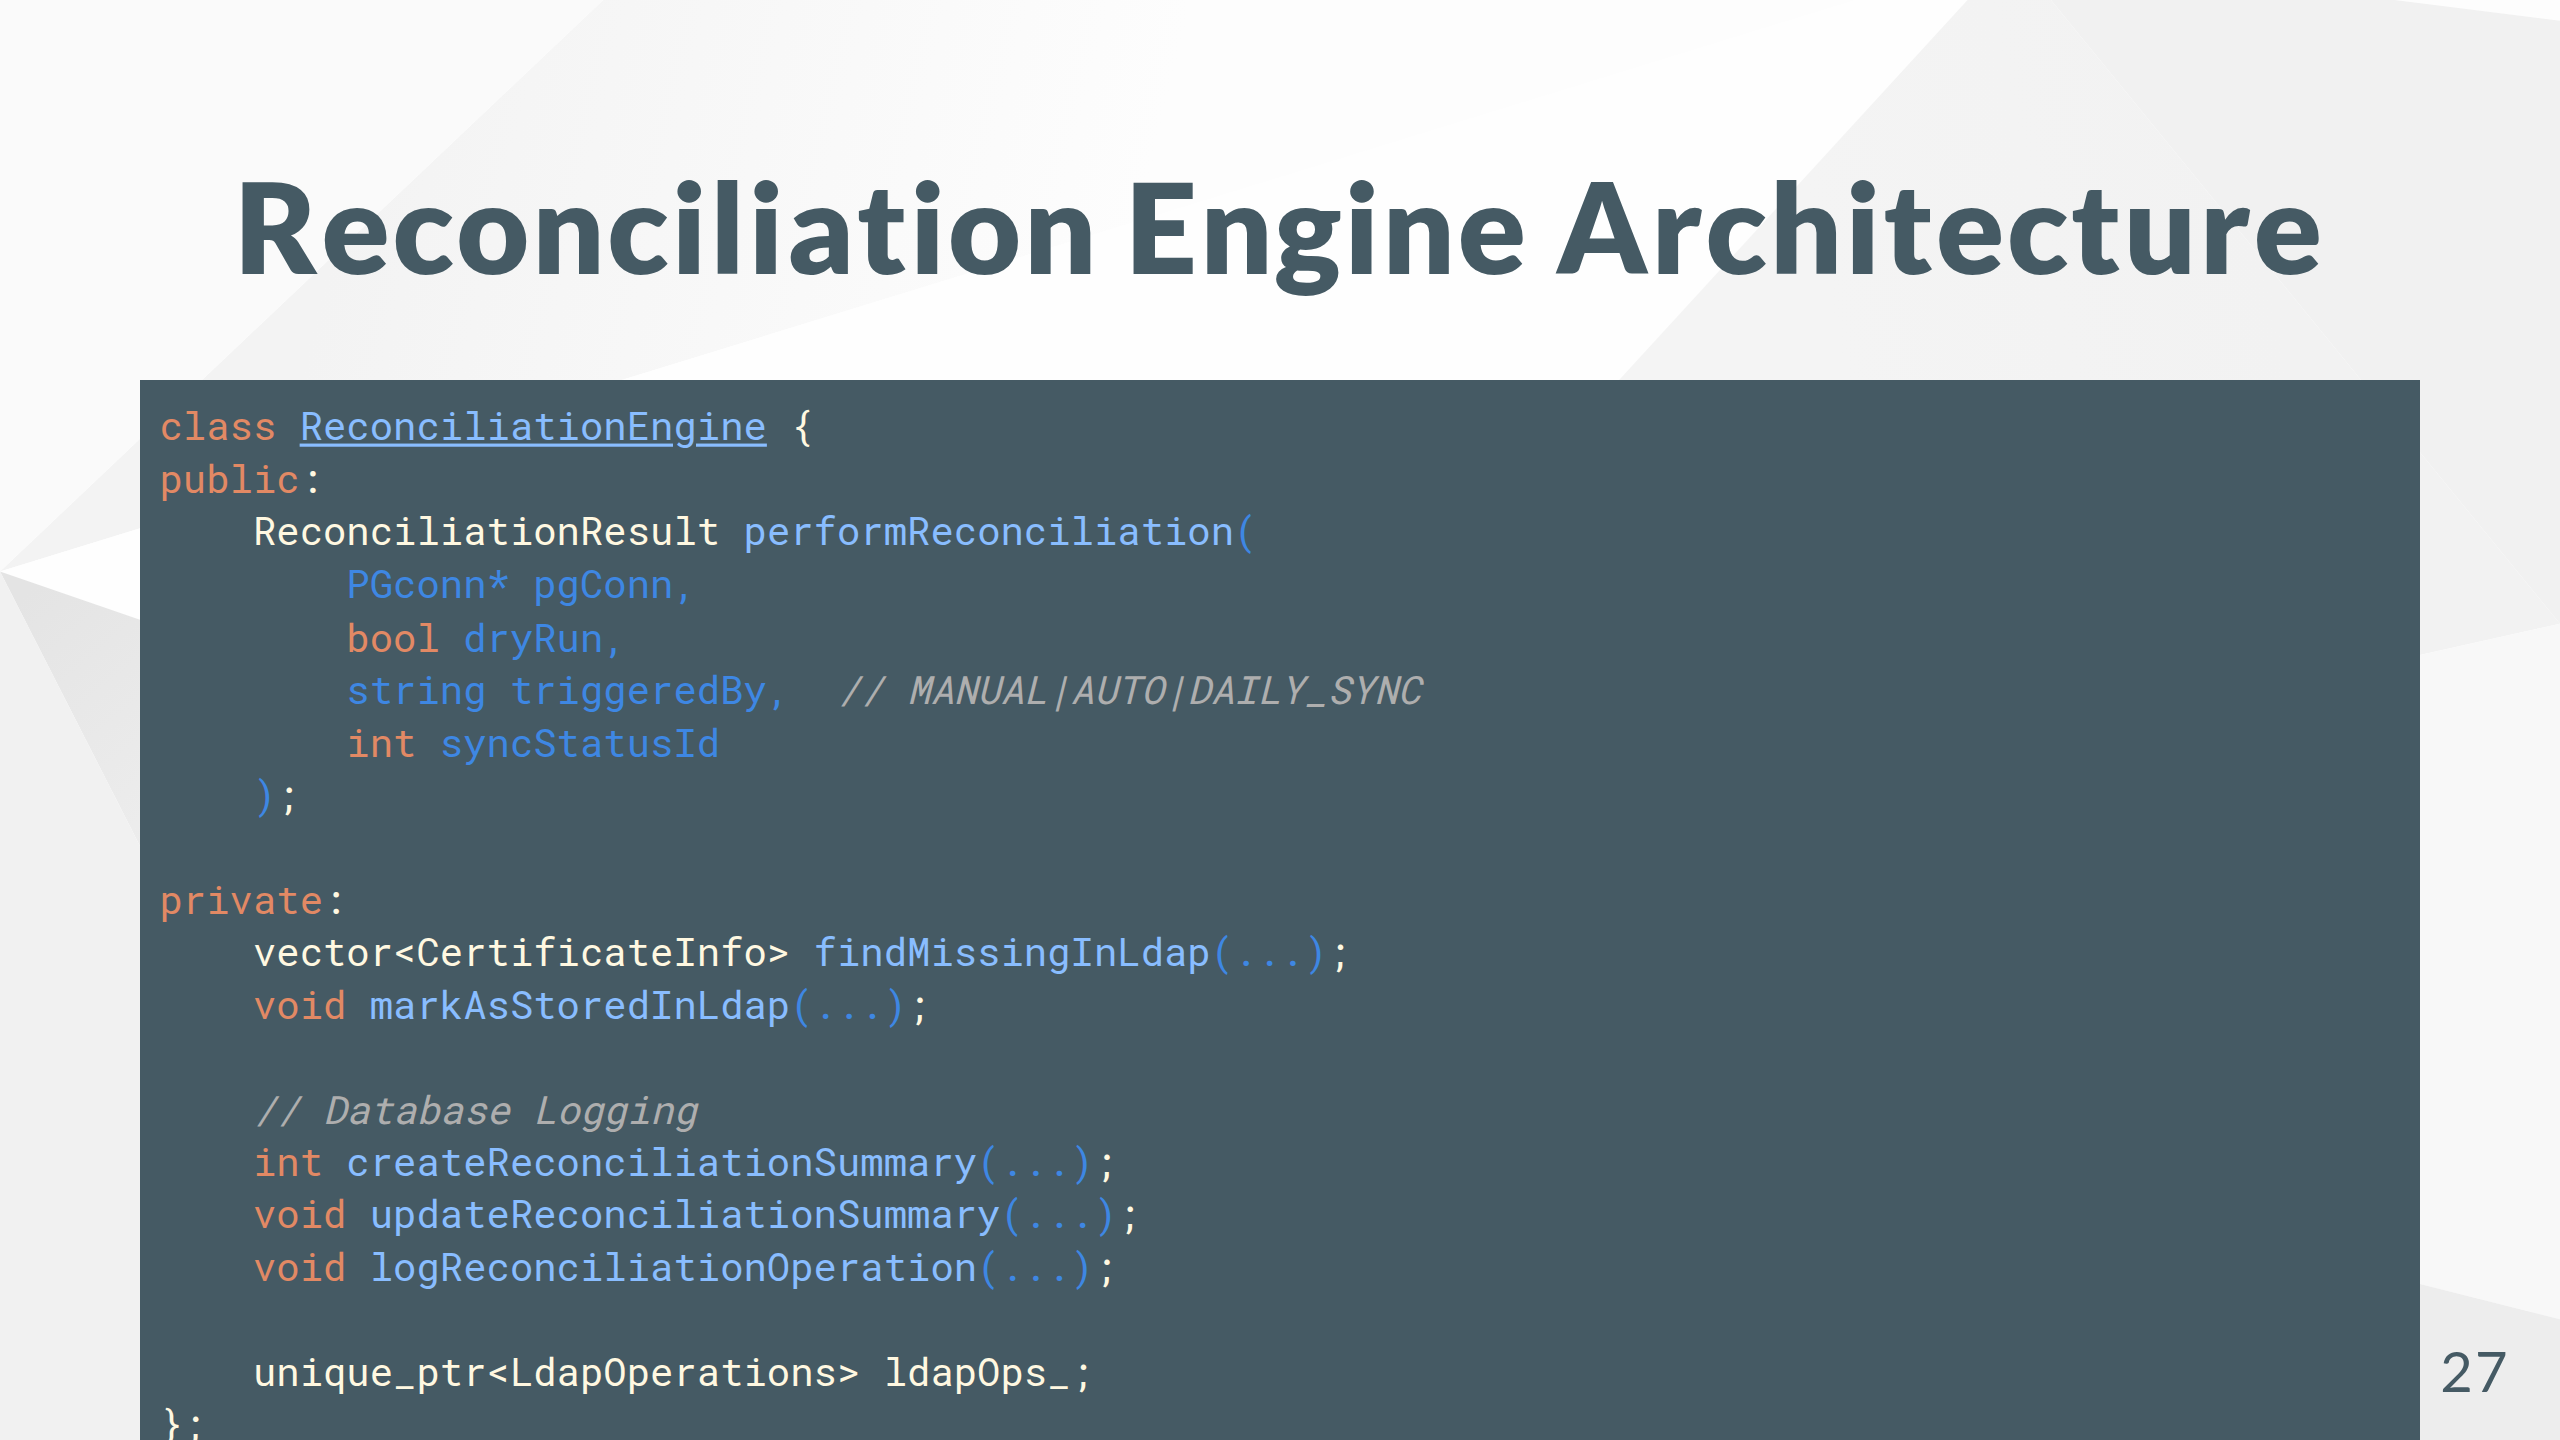 Reconciliation Engine Architecture
class ReconciliationEngine {
public:
    ReconciliationResult performReconciliation(
        PGconn* pgConn,
        bool dryRun,
        string triggeredBy,  // MANUAL|AUTO|DAILY_SYNC
        int syncStatusId
    );

private:
    vector<CertificateInfo> findMissingInLdap(...);
    void markAsStoredInLdap(...);

    // Database Logging
    int createReconciliationSummary(...);
    void updateReconciliationSummary(...);
    void logReconciliationOperation(...);

    unique_ptr<LdapOperations> ldapOps_;
};
27